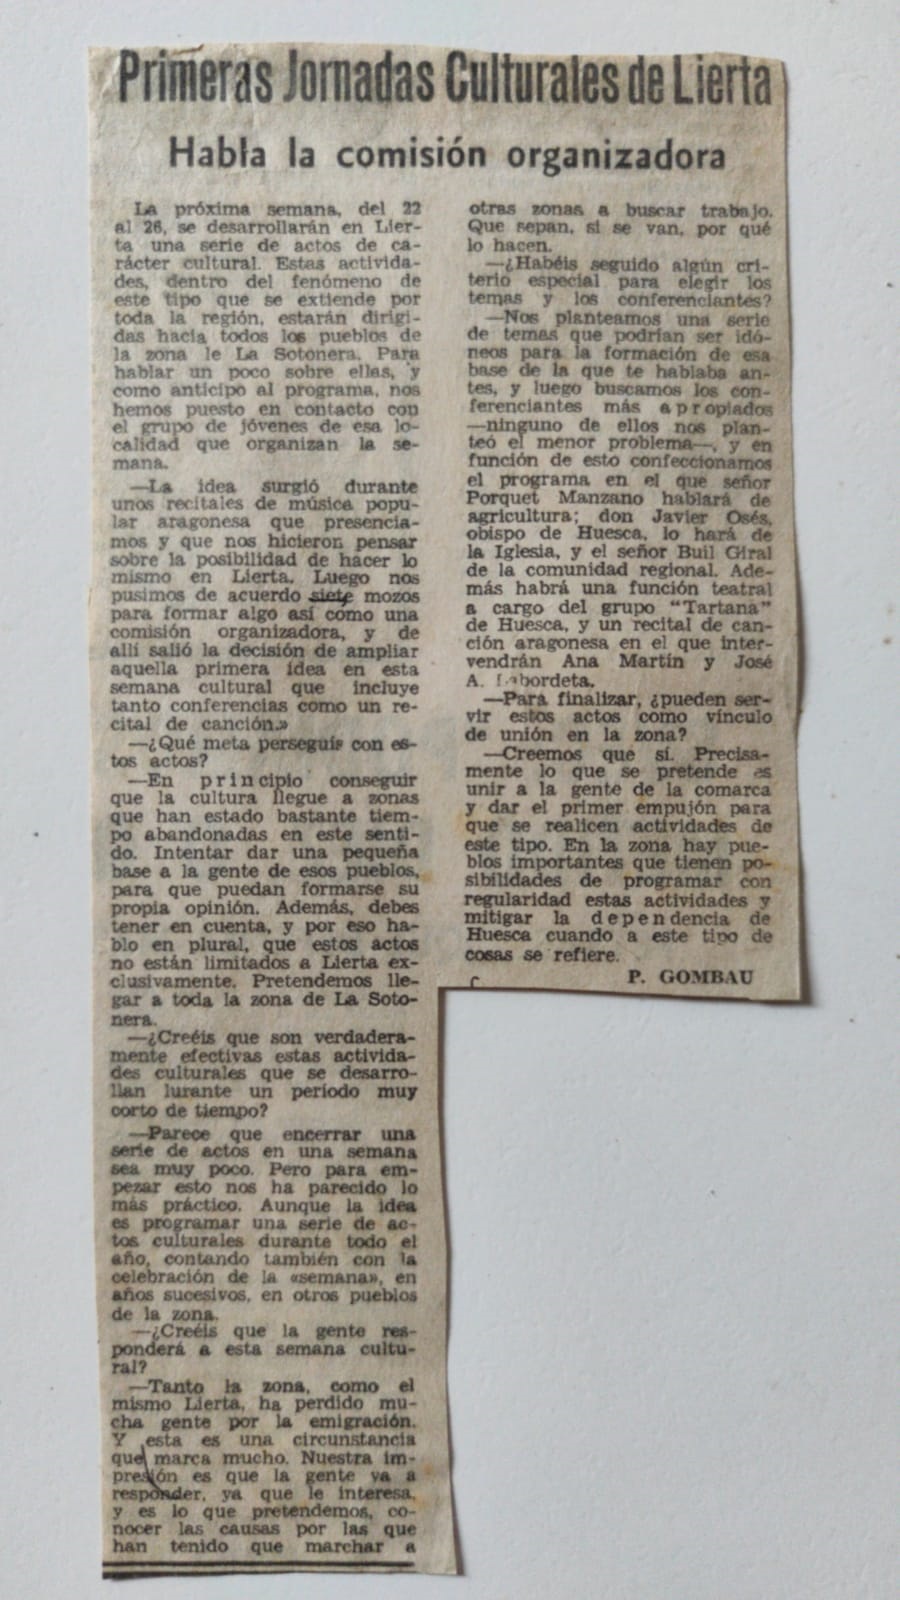 Primeras Jornadas Culturales de Lierta
Habla la comisión organizadora
La próxima semana, del 22
al 26, se desarrollarán en Lier-
ta una serie de actos de ca-
rácter cultural. Estas activida-
des, dentro del fenómeno de
este tipo que se extiende por
toda la región, estarán dirigi-
das hacia todos los pueblos de
la zona le La Sotonera. Para
hablar un poco sobre ellas, y
como anticipo al programa, nos
hemos puesto en contacto con
el grupo de jóvenes de esa lo-
calidad que organizan la se-
mana.
—La idea surgió durante
unos recitales de música popu-
lar aragonesa que presencia-
mos y que nos hicieron pensar
sobre la posibilidad de hacer lo
mismo en Lierta. Luego nos
pusimos de acuerdo siete mozos
para formar algo así como una
comisión organizadora, y de
allí salió la decisión de ampliar
aquella primera idea en esta
semana cultural que incluye
tanto conferencias como un re-
cital de canción.»
—¿Qué meta perseguís con es-
tos actos?
—En principio conseguir
que la cultura llegue a zonas
que han estado bastante tiem-
po abandonadas en este senti-
do. Intentar dar una pequeña
base a la gente de esos pueblos,
para que puedan formarse su
propia opinión. Además, debes
tener en cuenta, y por eso ha-
blo en plural, que estos actos
no están limitados a Lierta ex-
clusivamente. Pretendemos lle-
gar a toda la zona de La Soto-
nera.
—¿Creéis que son verdadera-
mente efectivas estas activida-
des culturales que se desarro-
llan lurante un período muy
corto de tiempo?
—Parece que encerrar una
serie de actos en una semana
sea muy poco. Pero para em-
pezar esto nos ha parecido lo
más práctico. Aunque la idea
es programar una serie de ac-
tos culturales durante todo el
año, contando también con la
celebración de la «semana», en
años sucesivos, en otros pueblos
de la zona.
—¿Creéis que la gente res-
ponderá a esta semana cultu-
ral?
—Tanto la zona, como el
mismo Lierta, ha perdido mu-
cha gente por la emigración.
Y esta es una circunstancia
que marca mucho. Nuestra im-
presión es que la gente va a
responder, ya que le interesa,
y es lo que pretendemos, co-
nocer las causas por las que
han tenido que marchar a
otras zonas a buscar trabajo.
Que sepan, si se van, por qué
lo hacen.
—¿Habéis seguido algún cri-
terio especial para elegir los
temas y los conferenciantes?
—Nos planteamos una serie
de temas que podrían ser idó-
neos para la formación de esa
base de la que te hablaba an-
tes, y luego buscamos los con-
ferenciantes más apropiados
—ninguno de ellos nos plan-
teó el menor problema—, y en
función de esto confeccionamos
el programa en el que señor
Porquet Manzano hablará de
agricultura; don Javier Osés,
obispo de Huesca, lo hará de
la Iglesia, y el señor Buil Giral
de la comunidad regional. Ade-
más habrá una función teatral
a cargo del grupo "Tartana"
de Huesca, y un recital de can-
ción aragonesa en el que inter-
vendrán Ana Martín y José
A. Labordeta.
—Para finalizar, ¿pueden ser-
vir estos actos como vínculo
de unión en la zona?
—Creemos que sí. Precisa-
mente lo que se pretende es
unir a la gente de la comarca
y dar el primer empujón para
que se realicen actividades de
este tipo. En la zona hay pue-
blos importantes que tienen po-
sibilidades de programar con
regularidad estas actividades y
mitigar la dependencia de
Huesca cuando a este tipo de
cosas se refiere.
P. GOMBAU